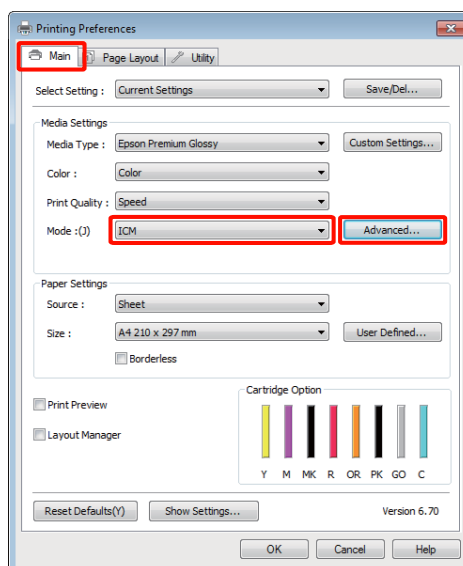 Printing Preferences
Main Page Layout Utility
Select Setting : Current Settings Save/Del...
Media Settings
Media Type : Epson Premium Glossy Custom Settings...
Color : Color
Print Quality : Speed
Mode :(J) ICM Advanced...
Paper Settings
Source : Sheet
Size : A4 210 x 297 mm User Defined...
Borderless
Cartridge Option
Print Preview
Layout Manager
Y M MK R OR PK GO C
Reset Defaults(Y) Show Settings... Version 6.70
OK Cancel Help